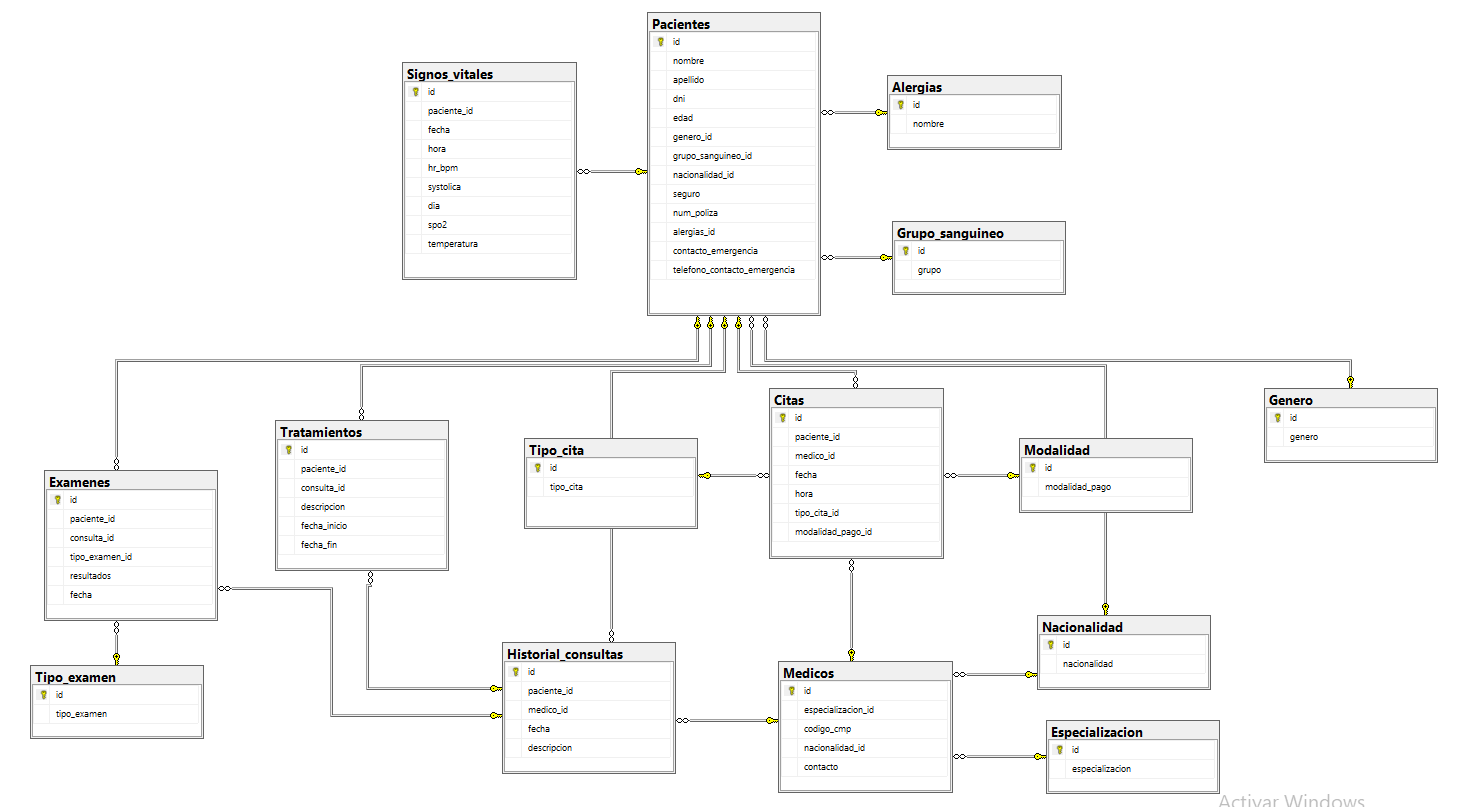 Pacientes
id
nombre
apellido
dni
edad
genero_id
grupo_sanguineo_id
nacionalidad_id
seguro
num_poliza
alergias_id
contacto_emergencia
telefono_contacto_emergencia
Signos_vitales
id
paciente_id
fecha
hora
hr_bpm
systolica
dia
spo2
temperatura
Alergias
id
nombre
Grupo_sanguineo
id
grupo
Genero
id
genero
Citas
id
paciente_id
medico_id
fecha
hora
tipo_cita_id
modalidad_pago_id
Tratamientos
id
paciente_id
consulta_id
descripcion
fecha_inicio
fecha_fin
Tipo_cita
id
tipo_cita
Modalidad
id
modalidad_pago
Examenes
id
paciente_id
consulta_id
tipo_examen_id
resultados
fecha
Nacionalidad
id
nacionalidad
Historial_consultas
id
paciente_id
medico_id
fecha
descripcion
Medicos
id
especializacion_id
codigo_cmp
nacionalidad_id
contacto
Tipo_examen
id
tipo_examen
Especializacion
id
especializacion
Activar Windows